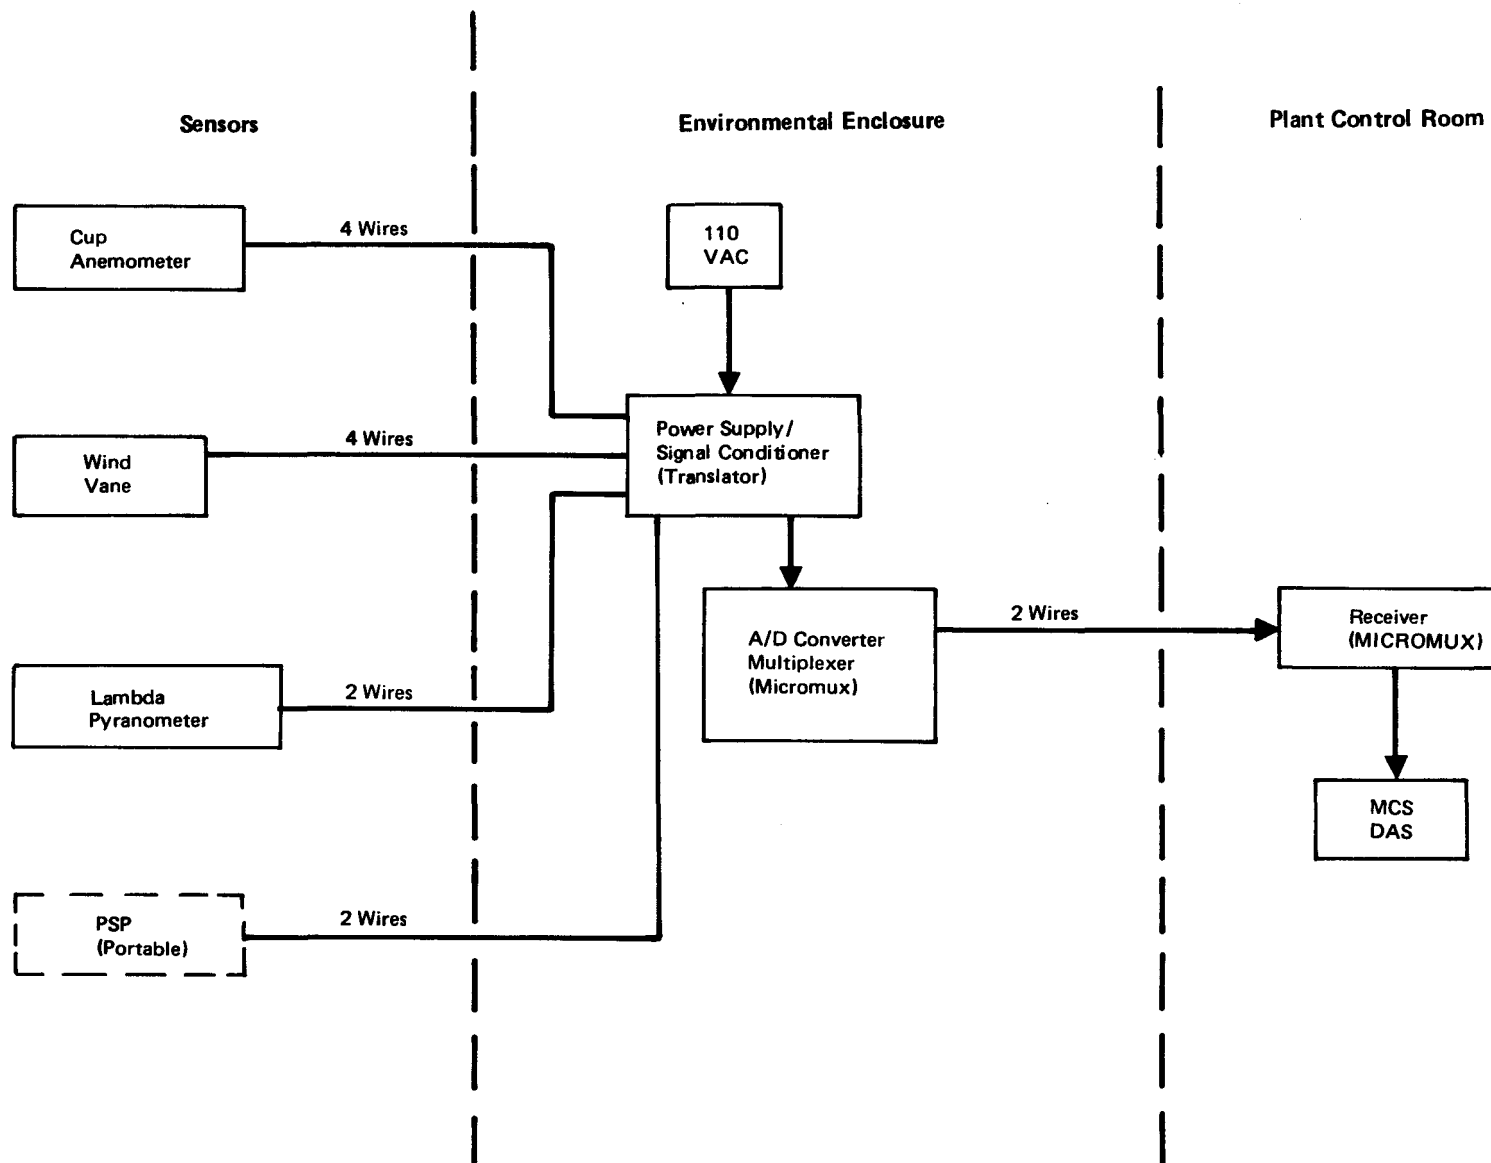 Sensors
Environmental Enclosure
Plant Control Room
Cup
Anemometer
4 Wires
110
VAC
Wind
Vane
4 Wires
Power Supply/
Signal Conditioner
(Translator)
Lambda
Pyranometer
2 Wires
A/D Converter
Multiplexer
(Micromux)
2 Wires
Receiver
(MICROMUX)
MCS
DAS
PSP
(Portable)
2 Wires